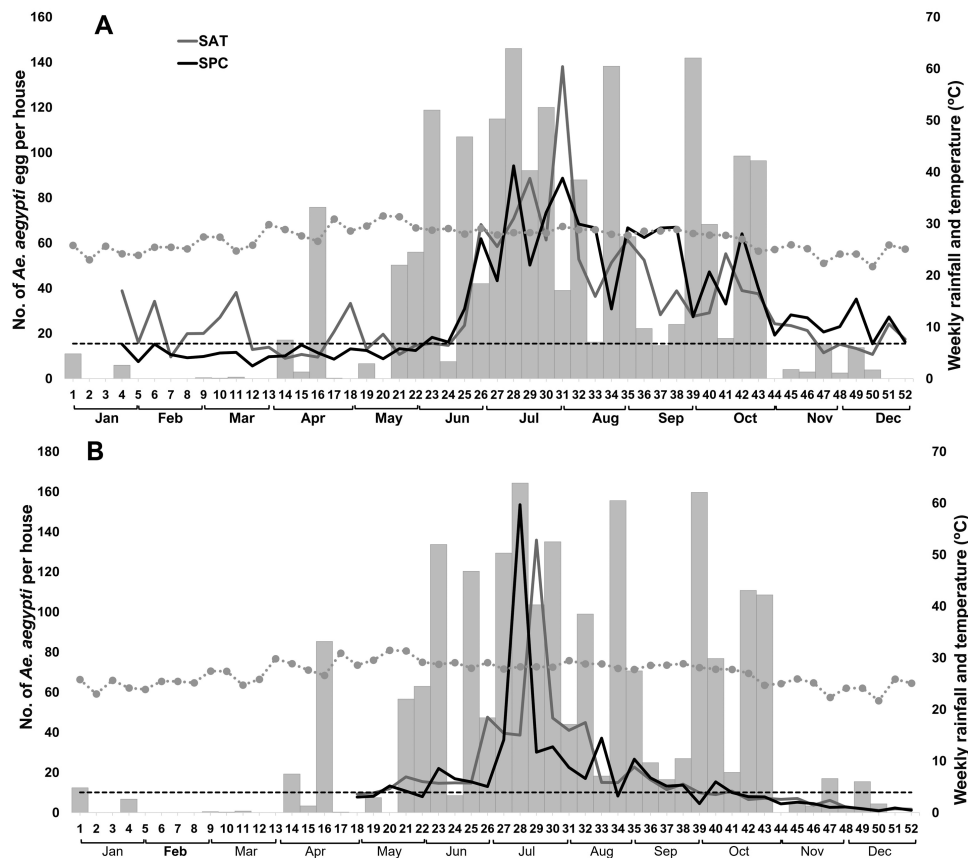 A
SAT
SPC
No. of Ae. aegypti egg per house
160
140
120
100
80
60
40
20
0
Weekly rainfall and temperature (ºC)
70
60
50
40
30
20
10
0
1 2 3 4 5 6 7 8 9 10 11 12 13 14 15 16 17 18 19 20 21 22 23 24 25 26 27 28 29 30 31 32 33 34 35 36 37 38 39 40 41 42 43 44 45 46 47 48 49 50 51 52
Jan Feb Mar Apr May Jun Jul Aug Sep Oct Nov Dec
B
No. of Ae. aegypti per house
180
160
140
120
100
80
60
40
20
0
Weekly rainfall and temperature (ºC)
70
60
50
40
30
20
10
0
1 2 3 4 5 6 7 8 9 10 11 12 13 14 15 16 17 18 19 20 21 22 23 24 25 26 27 28 29 30 31 32 33 34 35 36 37 38 39 40 41 42 43 44 45 46 47 48 49 50 51 52
Jan Feb Mar Apr May Jun Jul Aug Sep Oct Nov Dec